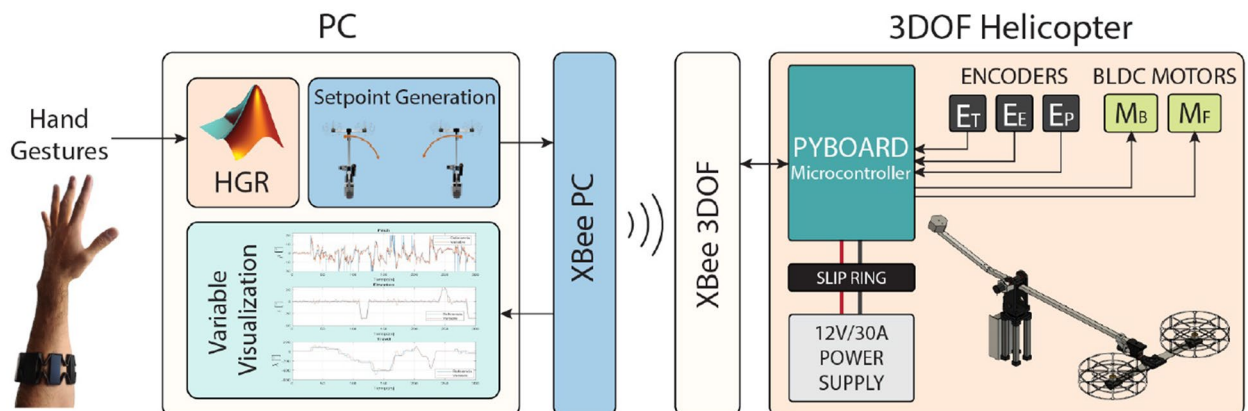 PC
3DOF Helicopter
Hand
Gestures
HGR
Setpoint Generation
Variable
Visualization
XBee PC
XBee 3DOF
PYBOARD
Microcontroller
ENCODERS
BLDC MOTORS
ET
EE
EP
MB
MF
SLIP RING
12V/30A
POWER
SUPPLY